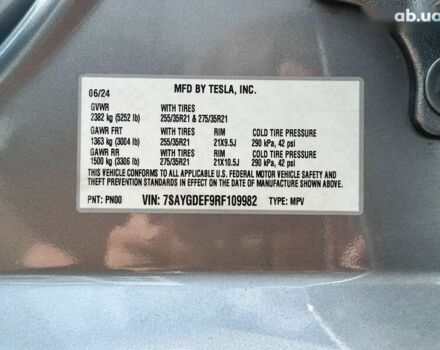 ab.ua
MFD BY TESLA, INC.
06/24
GVWR WITH TIRES
2382 kg (5252 lb) 255/35R21 & 275/35R21
GAWR FRT WITH TIRES RIM COLD TIRE PRESSURE
1363 kg (3004 lb) 255/35R21 21X9.5J 290 kPa, 42 psi
GAWR RR WITH TIRES RIM COLD TIRE PRESSURE
1500 kg (3306 lb) 275/35R21 21X10.5J 290 kPa, 42 psi
THIS VEHICLE CONFORMS TO ALL APPLICABLE U.S. FEDERAL MOTOR VEHICLE SAFETY AND
THEFT PREVENTION STANDARDS IN EFFECT ON THE DATE OF MANUFACTURE SHOWN ABOVE.
PNT: PN00 VIN: 7SAYGDEF9RF109982 TYPE: MPV